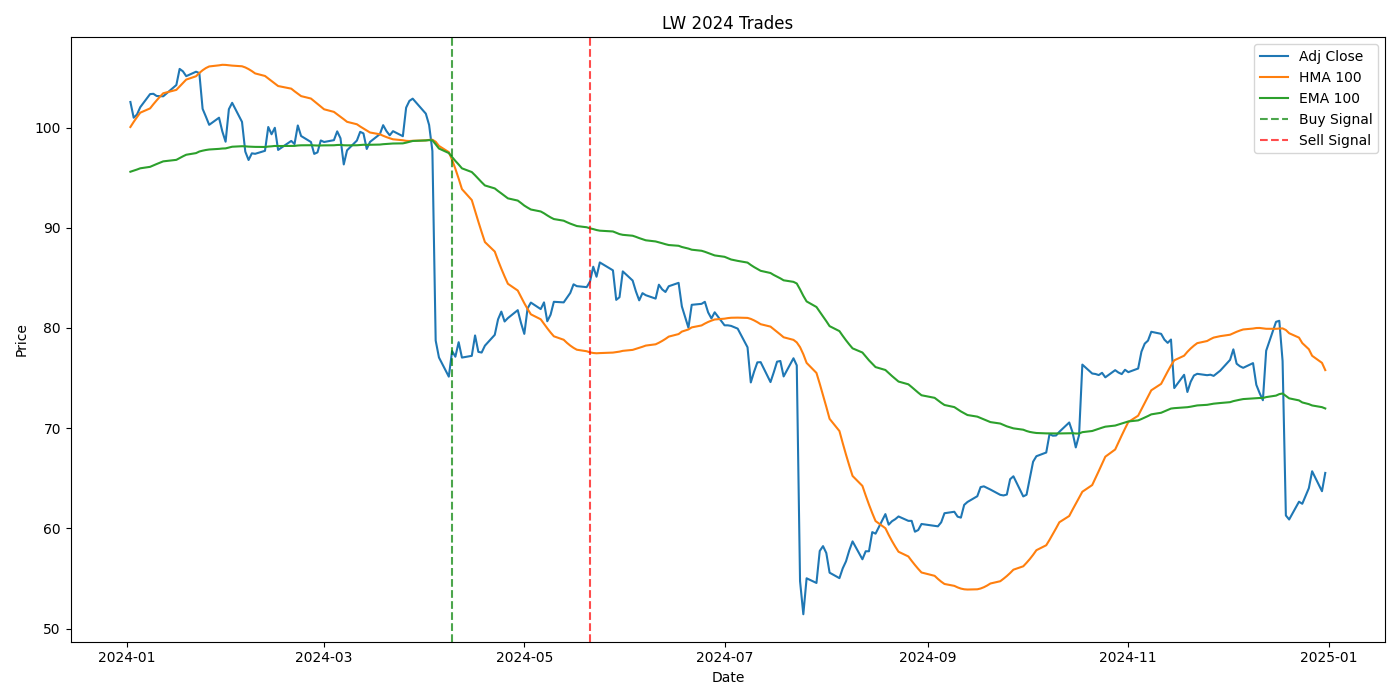 LW 2024 Trades
Adj Close
HMA 100
EMA 100
Buy Signal
Sell Signal
Price
100
90
80
70
60
50
2024-01
2024-03
2024-05
2024-07
2024-09
2024-11
2025-01
Date